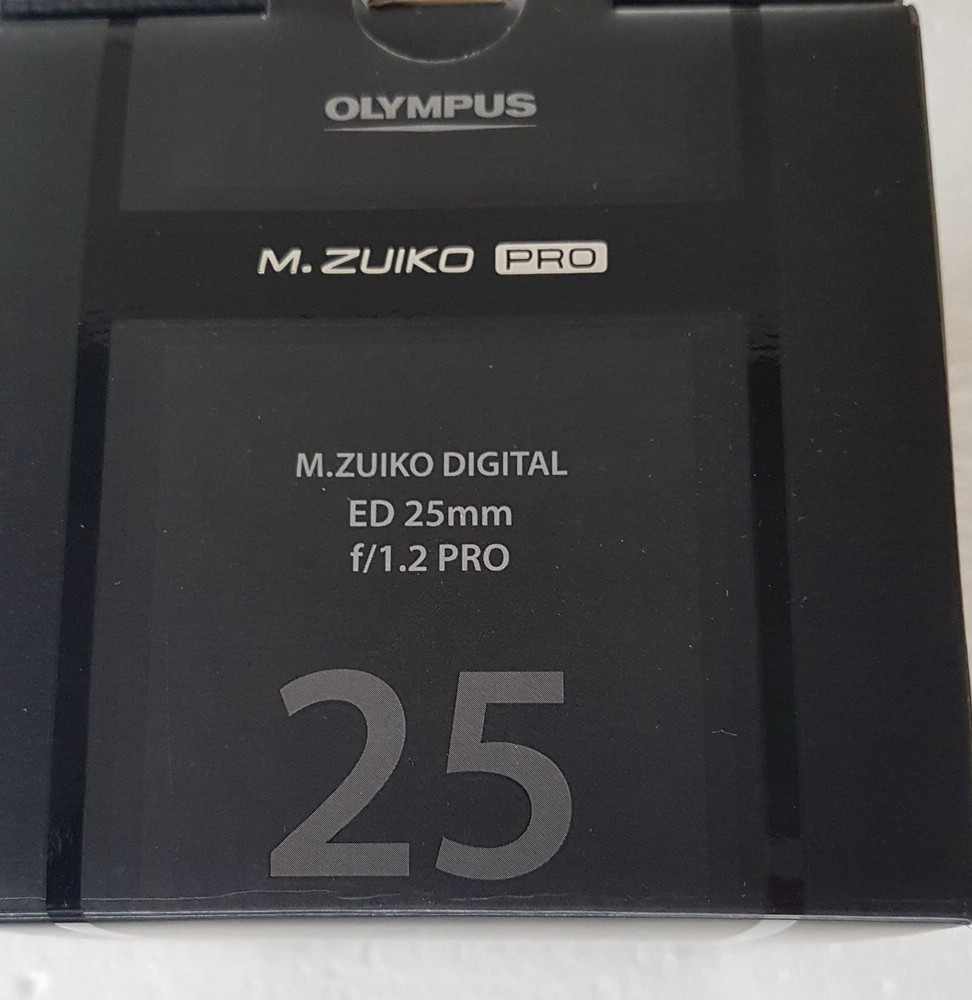 OLYMPUS
M.ZUIKO PRO
M.ZUIKO DIGITAL
ED 25mm
f/1.2 PRO
25